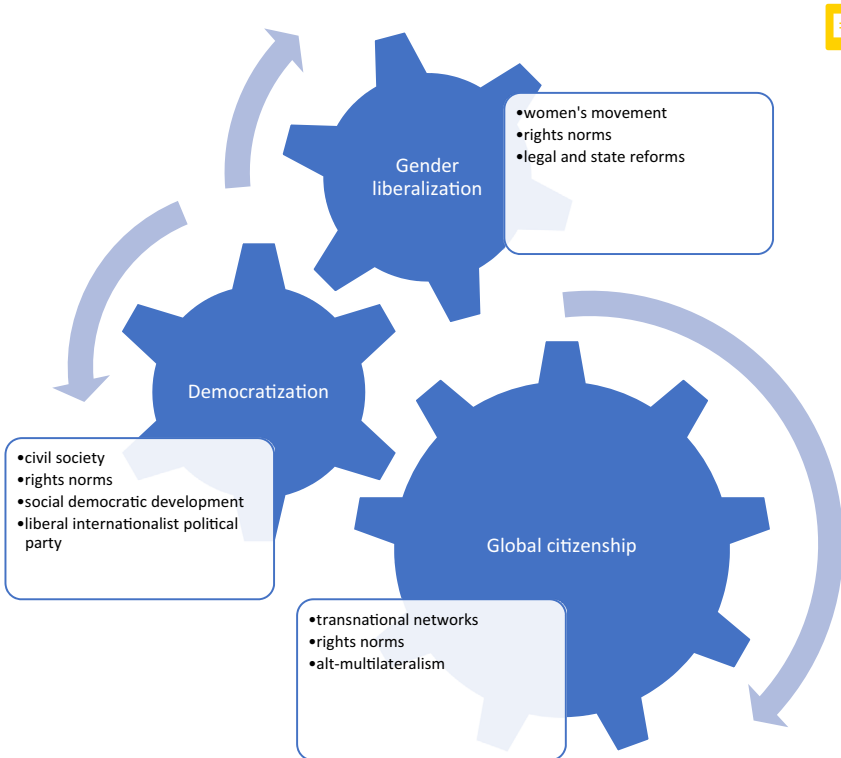 Gender
liberalization
•women's movement
•rights norms
•legal and state reforms
Democratization
•civil society
•rights norms
•social democratic development
•liberal internationalist political
party
Global citizenship
•transnational networks
•rights norms
•alt-multilateralism